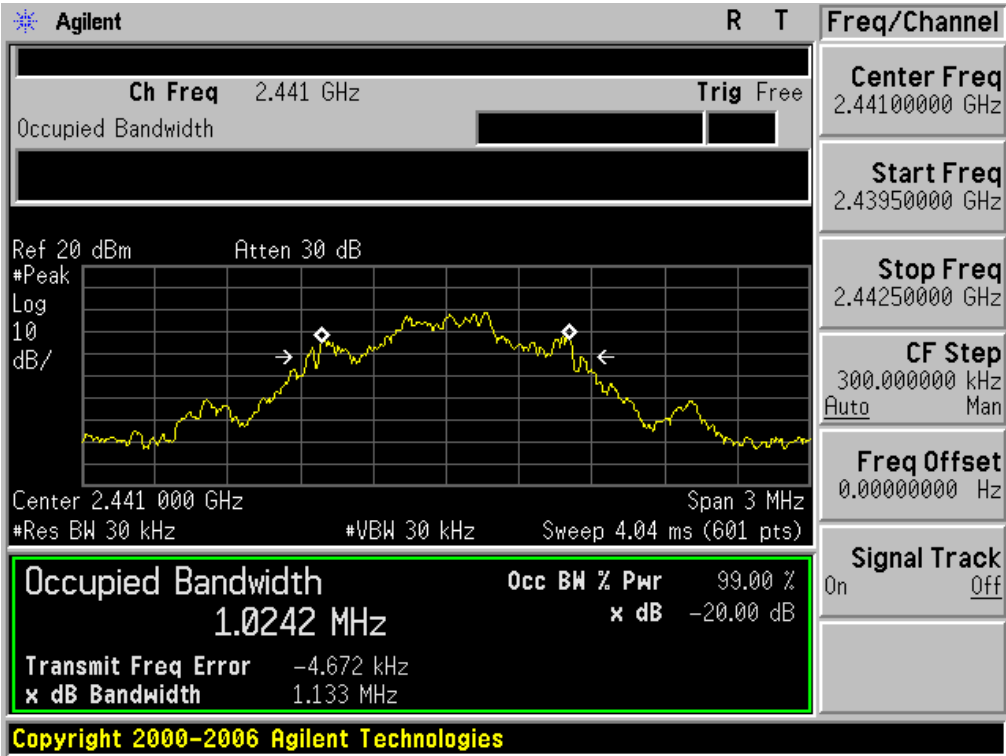 Agilent R T
Ch Freq 2.441 GHz Trig Free
Occupied Bandwidth
Ref 20 dBm Atten 30 dB
#Peak
Log
10
dB/
Center 2.441 000 GHz Span 3 MHz
#Res BW 30 kHz #VBW 30 kHz Sweep 4.04 ms (601 pts)
Occupied Bandwidth
1.0242 MHz
Occ BW % Pwr 99.00 %
x dB -20.00 dB
Transmit Freq Error -4.672 kHz
x dB Bandwidth 1.133 MHz
Copyright 2000-2006 Agilent Technologies
Freq/Channel
Center Freq
2.44100000 GHz
Start Freq
2.43950000 GHz
Stop Freq
2.44250000 GHz
CF Step
300.000000 kHz
Auto Man
Freq Offset
0.00000000 Hz
Signal Track
On Off